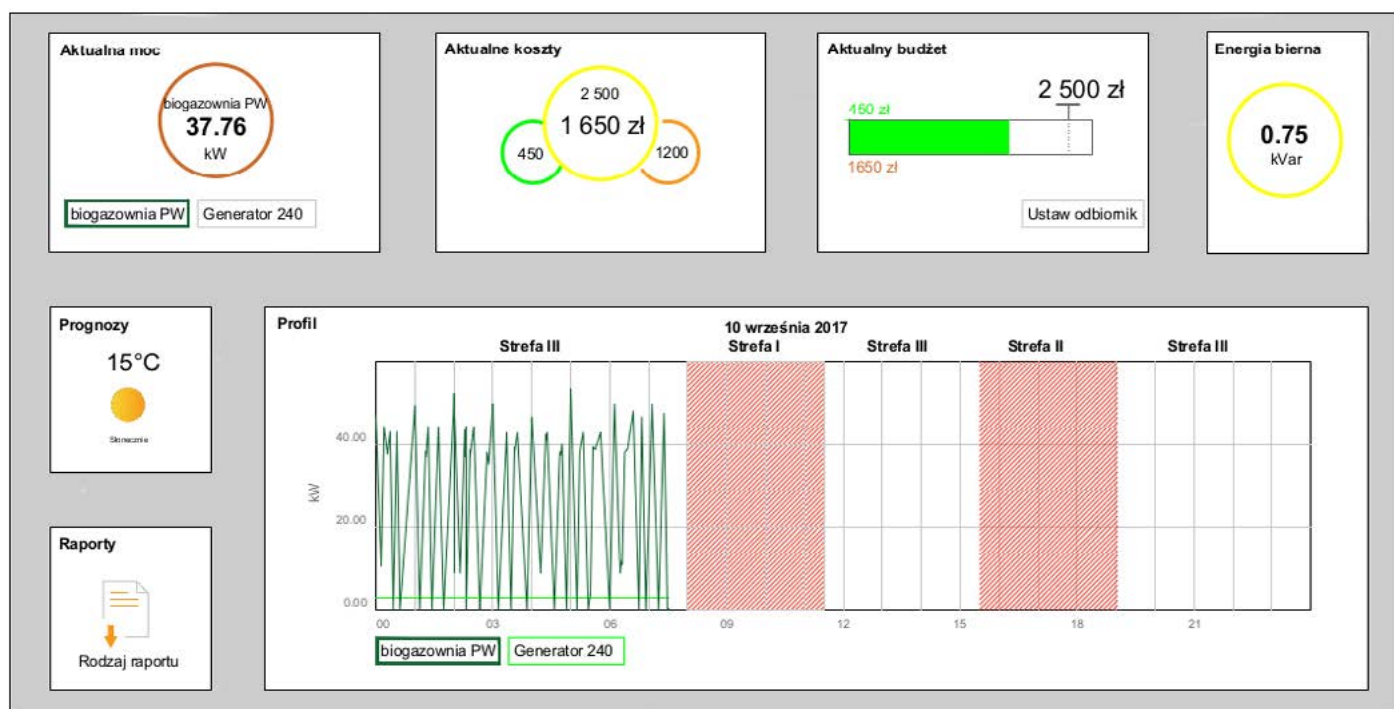 Aktualna moc
biogazownia PW
37.76
kW
biogazownia PW
Generator 240
Aktualne koszty
2 500
1 650 zł
450
1200
Aktualny budżet
2 500 zł
450 zł
1650 zł
Ustaw odbiornik
Energia bierna
0.75
kVar
Prognozy
15°C
Słonecznie
Raporty
Rodzaj raportu
Profil
10 września 2017
Strefa III
Strefa I
Strefa III
Strefa II
Strefa III
40.00
20.00
0.00
kW
00
03
06
09
12
15
18
21
biogazownia PW
Generator 240